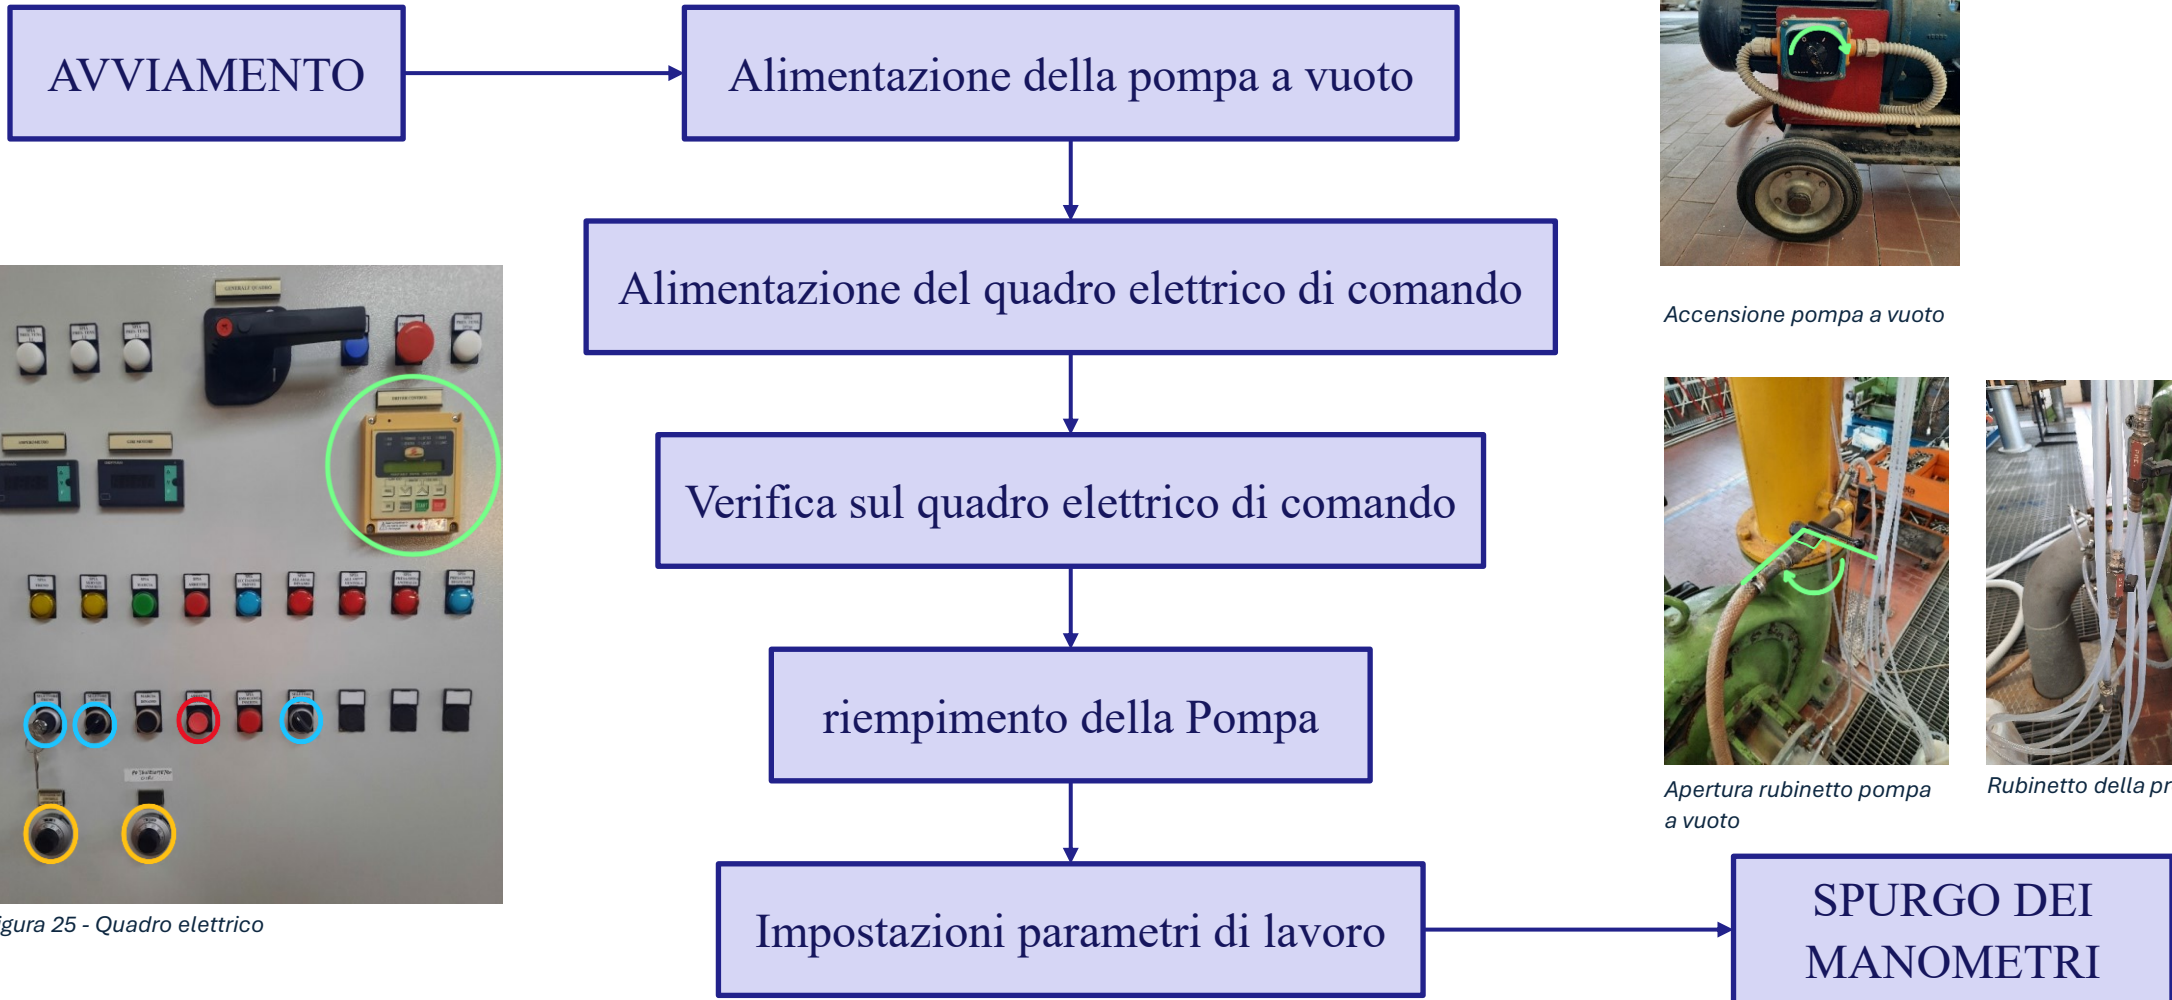 AVVIAMENTO
Alimentazione della pompa a vuoto
Alimentazione del quadro elettrico di comando
Accensione pompa a vuoto
GENERALE QUADRO
Verifica sul quadro elettrico di comando
riempimento della Pompa
Apertura rubinetto pompa
a vuoto
Rubinetto della pr
Impostazioni parametri di lavoro
SPURGO DEI
MANOMETRI
igura 25 - Quadro elettrico